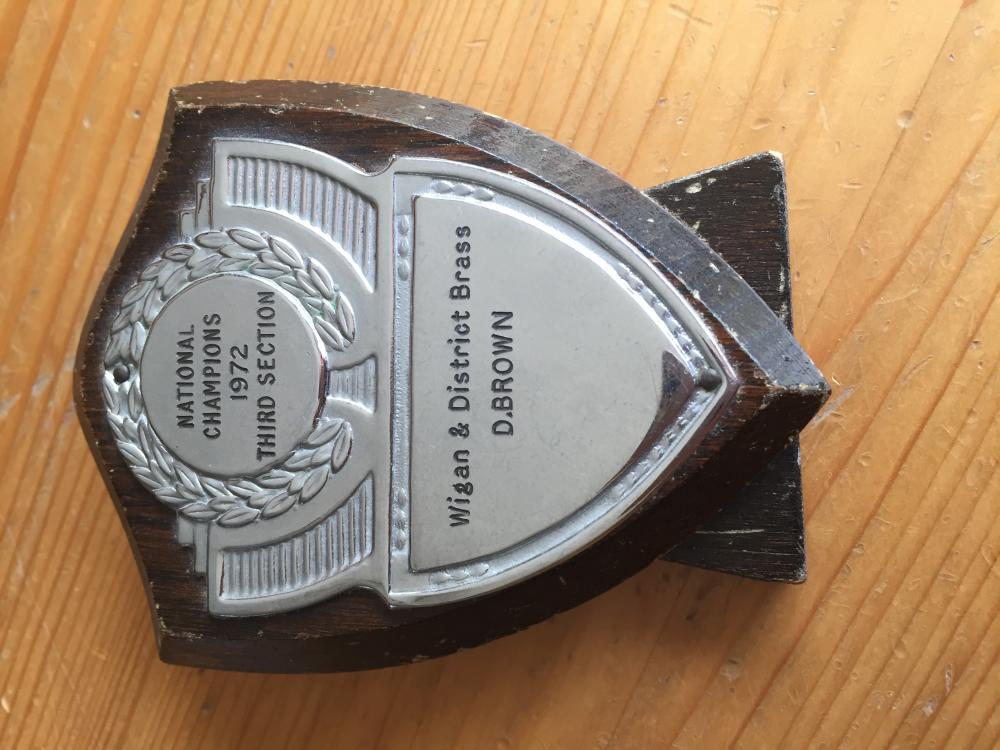 NATIONAL
CHAMPIONS
1972
THIRD SECTION
Wigan & District Brass
D.BROWN